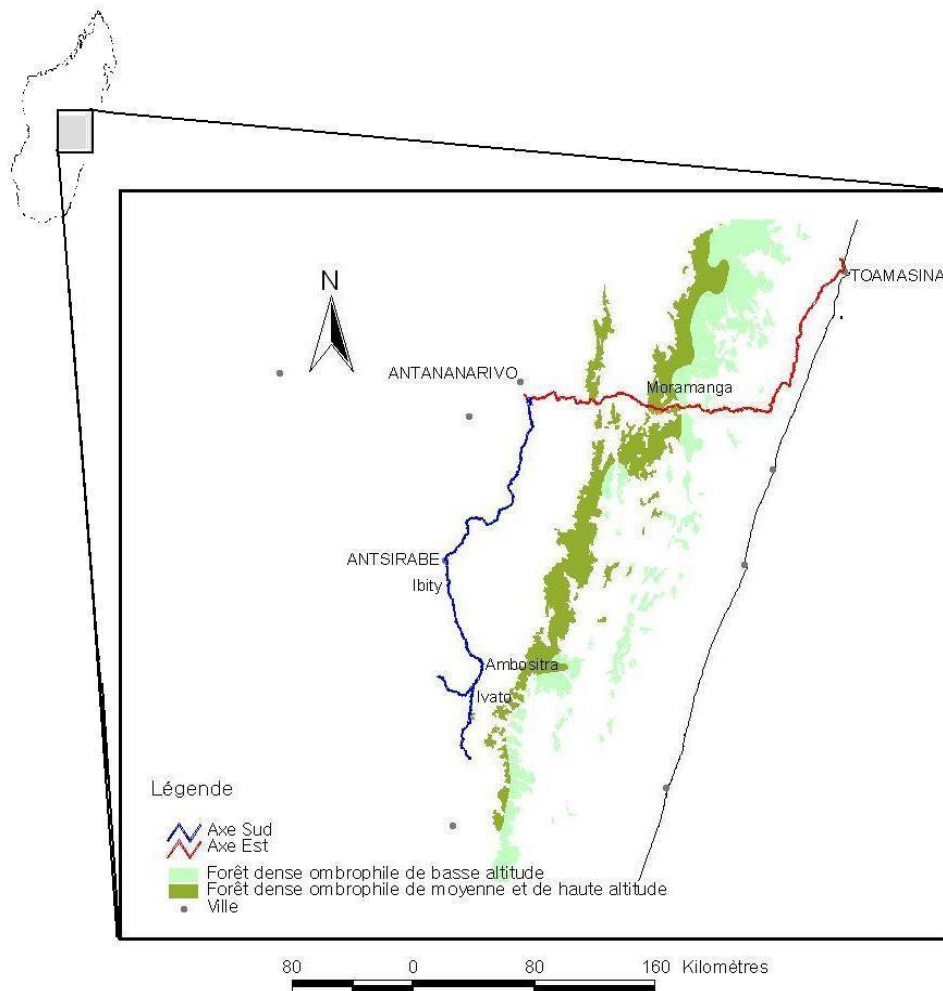 N
TOAMASINA
ANTANANARIVO
Moramanga
ANTSIRABE
Ibity
Ambositra
Ivato
Légende
Axe Sud
Axe Est
Forêt dense ombrophile de basse altitude
Forêt dense ombrophile de moyenne et de haute altitude
Ville
80 0 80 160 Kilomètres